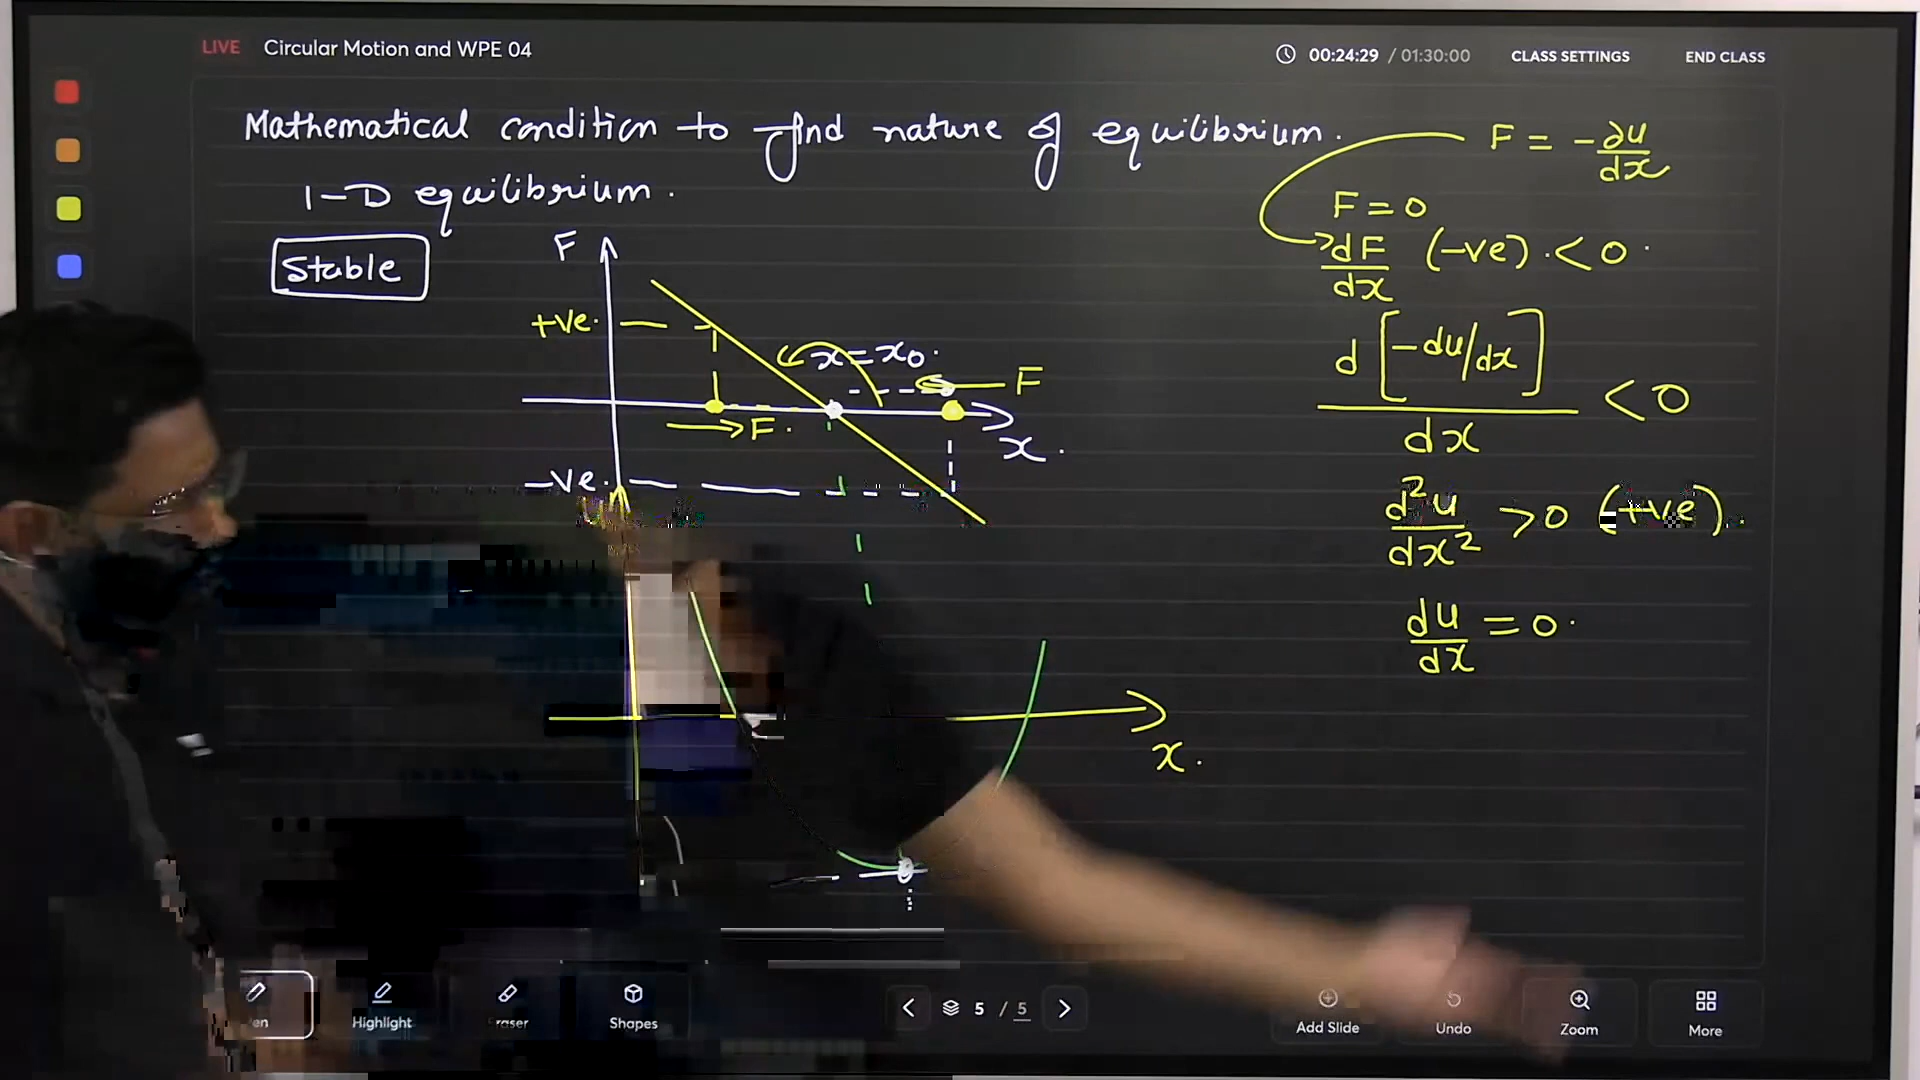 LIVE Circular Motion and WPE 04
00:24:29 / 01:30:00 CLASS SETTINGS END CLASS
Mathematical condition to find nature of equilibrium.
1-D equilibrium.
Stable
F
+ve.
x = x₀.
F
→ F.
x.
-ve.
x.
F = -∂u/dx
F = 0
dF/dx (-ve). < 0.
d[-du/dx]/dx < 0
d²u/dx² > 0 (+ve).
du/dx = 0.
Highlight
Shapes
5 / 5
Add Slide
Undo
Zoom
More